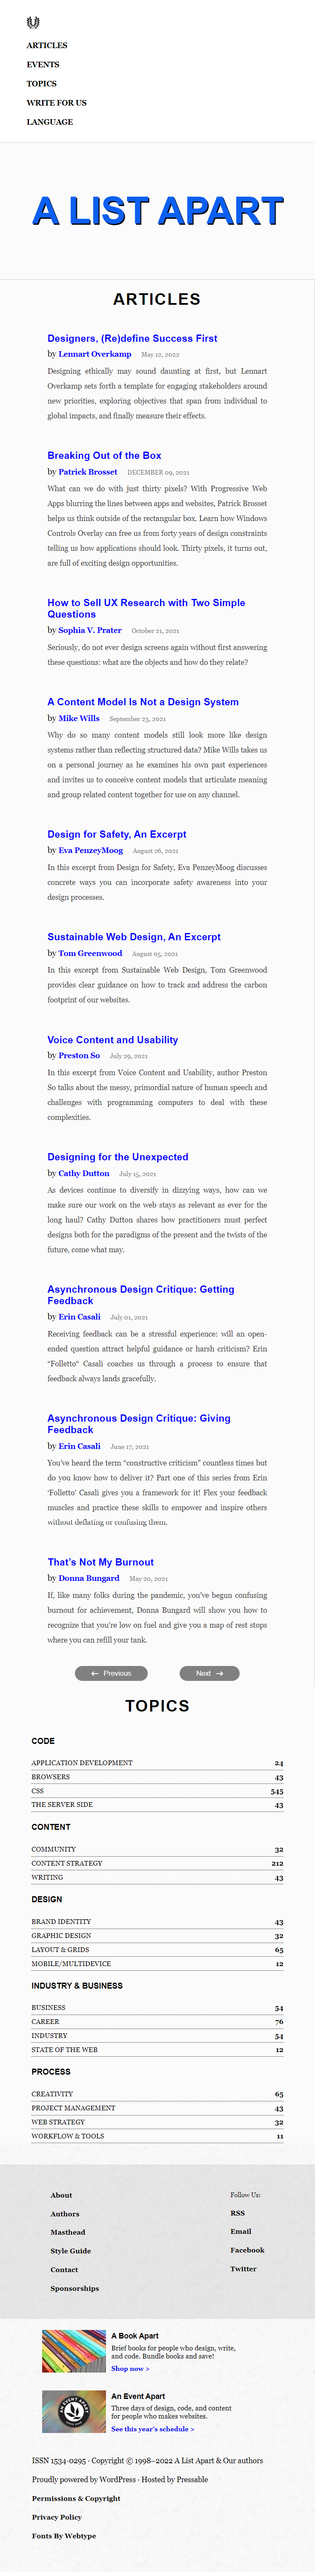 ARTICLES
EVENTS
TOPICS
WRITE FOR US
LANGUAGE
A LIST APART
ARTICLES
Designers, (Re)define Success First
by Lennart Overkamp May 12, 2022
Designing ethically may sound daunting at first, but Lennart
Overkamp sets forth a template for engaging stakeholders around
new priorities, exploring objectives that span from individual to
global impacts, and finally measure their effects.
Breaking Out of the Box
by Patrick Brosset DECEMBER 09, 2021
What can we do with just thirty pixels? With Progressive Web
Apps blurring the lines between apps and websites, Patrick Brosset
helps us think outside of the rectangular box. Learn how Windows
Controls Overlay can free us from forty years of design constraints
telling us how applications should look. Thirty pixels, it turns out,
are full of exciting design opportunities.
How to Sell UX Research with Two Simple
Questions
by Sophia V. Prater October 21, 2021
Seriously, do not ever design screens again without first answering
these questions: what are the objects and how do they relate?
A Content Model Is Not a Design System
by Mike Wills September 23, 2021
Why do so many content models still look more like design
systems rather than reflecting structured data? Mike Wills takes us
on a personal journey as he examines his own past experiences
and invites us to conceive content models that articulate meaning
and group related content together for use on any channel.
Design for Safety, An Excerpt
by Eva PenzeyMoog August 26, 2021
In this excerpt from Design for Safety, Eva PenzeyMoog discusses
concrete ways you can incorporate safety awareness into your
design processes.
Sustainable Web Design, An Excerpt
by Tom Greenwood August 05, 2021
In this excerpt from Sustainable Web Design, Tom Greenwood
provides clear guidance on how to track and address the carbon
footprint of our websites.
Voice Content and Usability
by Preston So July 29, 2021
In this excerpt from Voice Content and Usability, author Preston
So talks about the messy, primordial nature of human speech and
challenges with programming computers to deal with these
complexities.
Designing for the Unexpected
by Cathy Dutton July 15, 2021
As devices continue to diversify in dizzying ways, how can we
make sure our work on the web stays as relevant as ever for the
long haul? Cathy Dutton shares how practitioners must perfect
designs both for the paradigms of the present and the twists of the
future, come what may.
Asynchronous Design Critique: Getting
Feedback
by Erin Casali July 01, 2021
Receiving feedback can be a stressful experience: will an open-
ended question attract helpful guidance or harsh criticism? Erin
“Folletto“ Casali coaches us through a process to ensure that
feedback always lands gracefully.
Asynchronous Design Critique: Giving
Feedback
by Erin Casali June 17, 2021
You’ve heard the term “constructive criticism” countless times but
do you know how to deliver it? Part one of this series from Erin
‘Folletto’ Casali gives you a framework for it! Flex your feedback
muscles and practice these skills to empower and inspire others
without deflating or confusing them.
That’s Not My Burnout
by Donna Bungard May 20, 2021
If, like many folks during the pandemic, you’ve begun confusing
burnout for achievement, Donna Bungard will show you how to
recognize that you’re low on fuel and give you a map of rest stops
where you can refill your tank.
← Previous Next →
TOPICS
CODE
APPLICATION DEVELOPMENT 24
BROWSERS 43
CSS 545
THE SERVER SIDE 43
CONTENT
COMMUNITY 32
CONTENT STRATEGY 212
WRITING 43
DESIGN
BRAND IDENTITY 43
GRAPHIC DESIGN 32
LAYOUT & GRIDS 65
MOBILE/MULTIDEVICE 12
INDUSTRY & BUSINESS
BUSINESS 54
CAREER 76
INDUSTRY 54
STATE OF THE WEB 12
PROCESS
CREATIVITY 65
PROJECT MANAGEMENT 43
WEB STRATEGY 32
WORKFLOW & TOOLS 11
About
Authors
Masthead
Style Guide
Contact
Sponsorships
Follow Us:
RSS
Email
Facebook
Twitter
A Book Apart
Brief books for people who design, write,
and code. Bundle books and save!
Shop now >
AN EVENT APART
An Event Apart
Three days of design, code, and content
for people who makes websites.
See this year's schedule >
ISSN 1534-0295 · Copyright © 1998–2022 A List Apart & Our authors
Proudly powered by WordPress · Hosted by Pressable
Permissions & Copyright
Privacy Policy
Fonts By Webtype